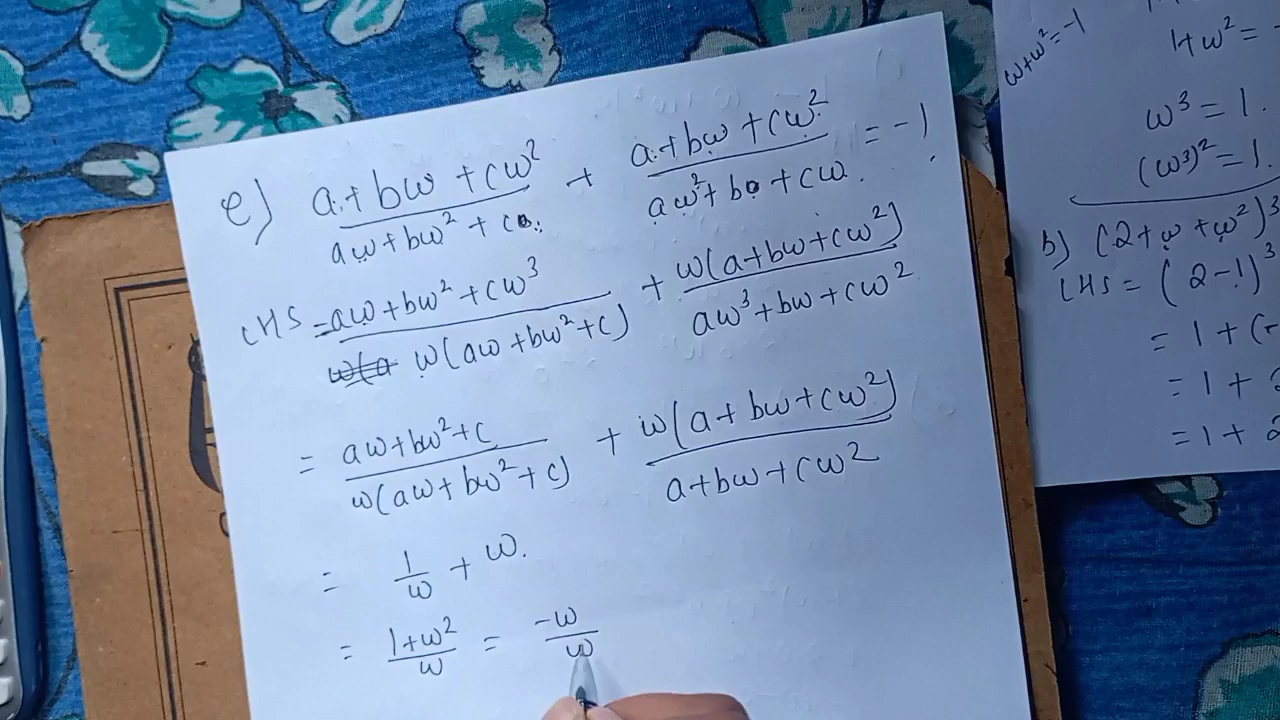 e) (a+bω+cω²)/(aω+bω²+c) + (a+bω+cω²)/(aω²+b+cω) = -1.
LHS = (aω+bω²+cω³)/(ω(aω+bω²+c)) + (ω(a+bω+cω²))/(aω³+bω+cω²)
= (aω+bω²+c)/(ω(aω+bω²+c)) + (ω(a+bω+cω²))/(a+bω+cω²)
= 1/ω + ω.
= (1+ω²)/ω = -ω/ω
ω+ω²=-1
1+ω² =
ω³ = 1.
(ω³)² = 1.
b) (2+ω+ω²)³
LHS = (2-1)³
= 1 + (-
= 1 + 2
= 1 + 2